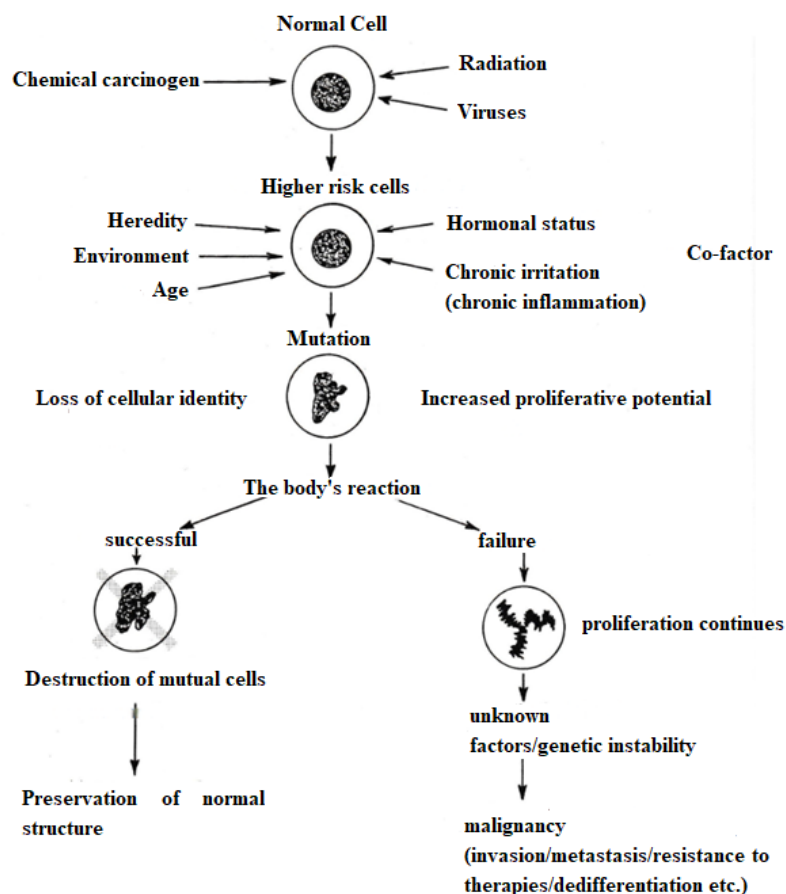 Normal Cell
Chemical carcinogen
Radiation
Viruses
Higher risk cells
Heredity
Environment
Age
Hormonal status
Chronic irritation
(chronic inflammation)
Co-factor
Mutation
Loss of cellular identity
Increased proliferative potential
The body's reaction
successful
failure
proliferation continues
Destruction of mutual cells
unknown
factors/genetic instability
Preservation of normal
structure
malignancy
(invasion/metastasis/resistance to
therapies/dedifferentiation etc.)